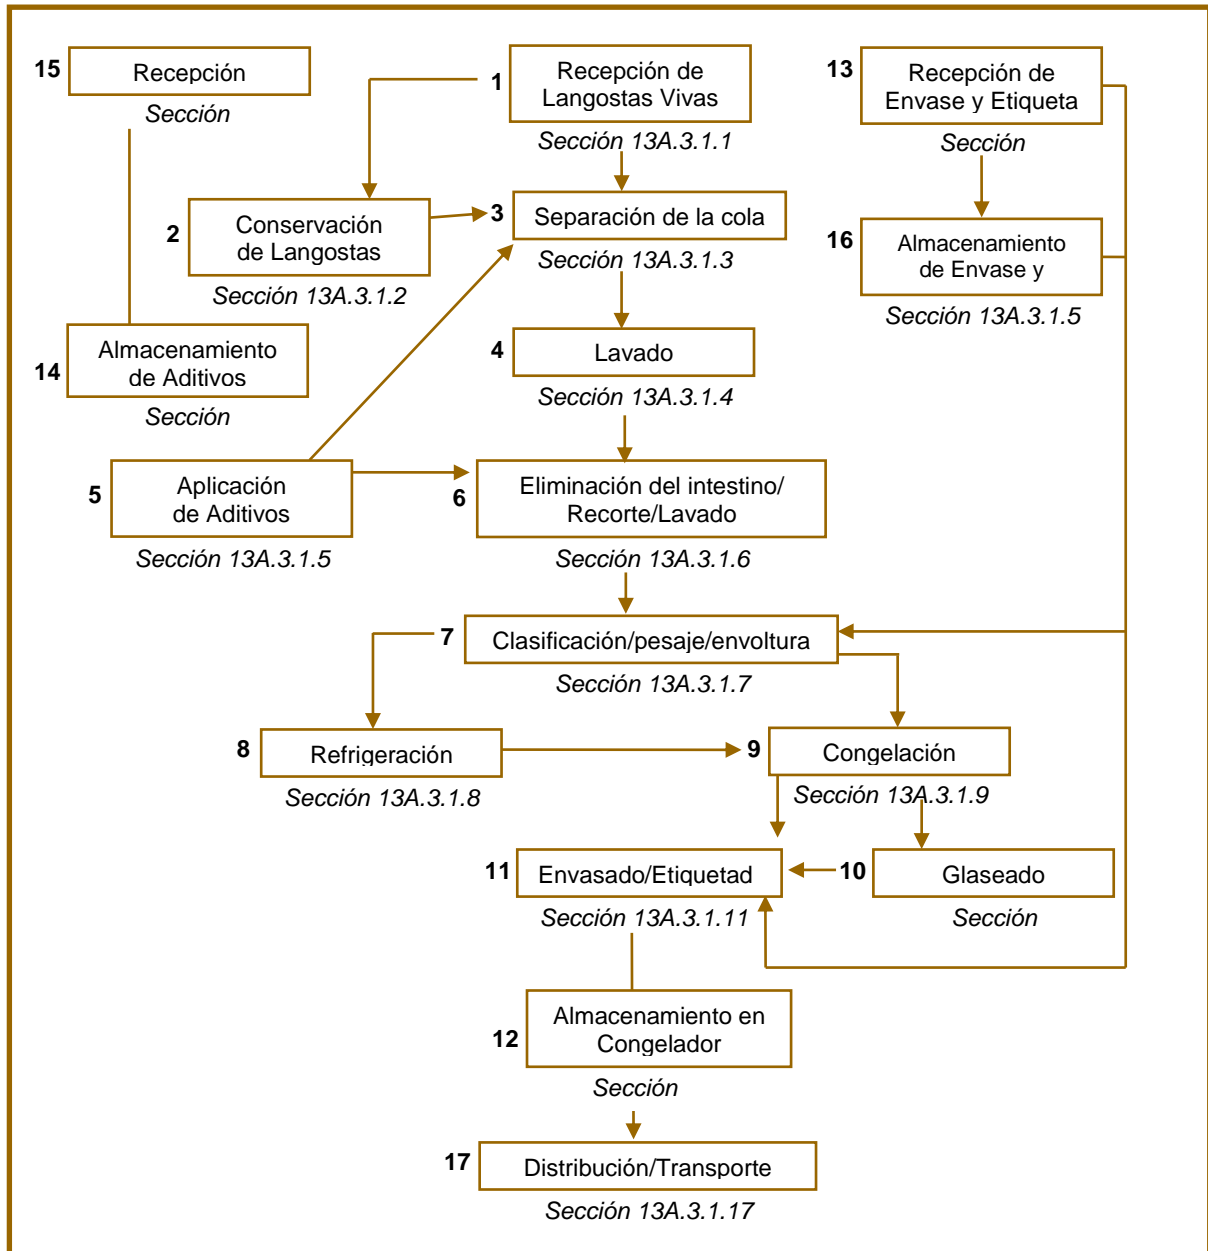 15
Recepción
Sección
1
Recepción de
Langostas Vivas
Sección 13A.3.1.1
13
Recepción de
Envase y Etiqueta
Sección
2
Conservación
de Langostas
Sección 13A.3.1.2
3
Separación de la cola
Sección 13A.3.1.3
16
Almacenamiento
de Envase y
Sección 13A.3.1.5
14
Almacenamiento
de Aditivos
Sección
4
Lavado
Sección 13A.3.1.4
5
Aplicación
de Aditivos
Sección 13A.3.1.5
6
Eliminación del intestino/
Recorte/Lavado
Sección 13A.3.1.6
7
Clasificación/pesaje/envoltura
Sección 13A.3.1.7
8
Refrigeración
Sección 13A.3.1.8
9
Congelación
Sección 13A.3.1.9
11
Envasado/Etiquetad
Sección 13A.3.1.11
10
Glaseado
Sección
12
Almacenamiento en
Congelador
Sección
17
Distribución/Transporte
Sección 13A.3.1.17